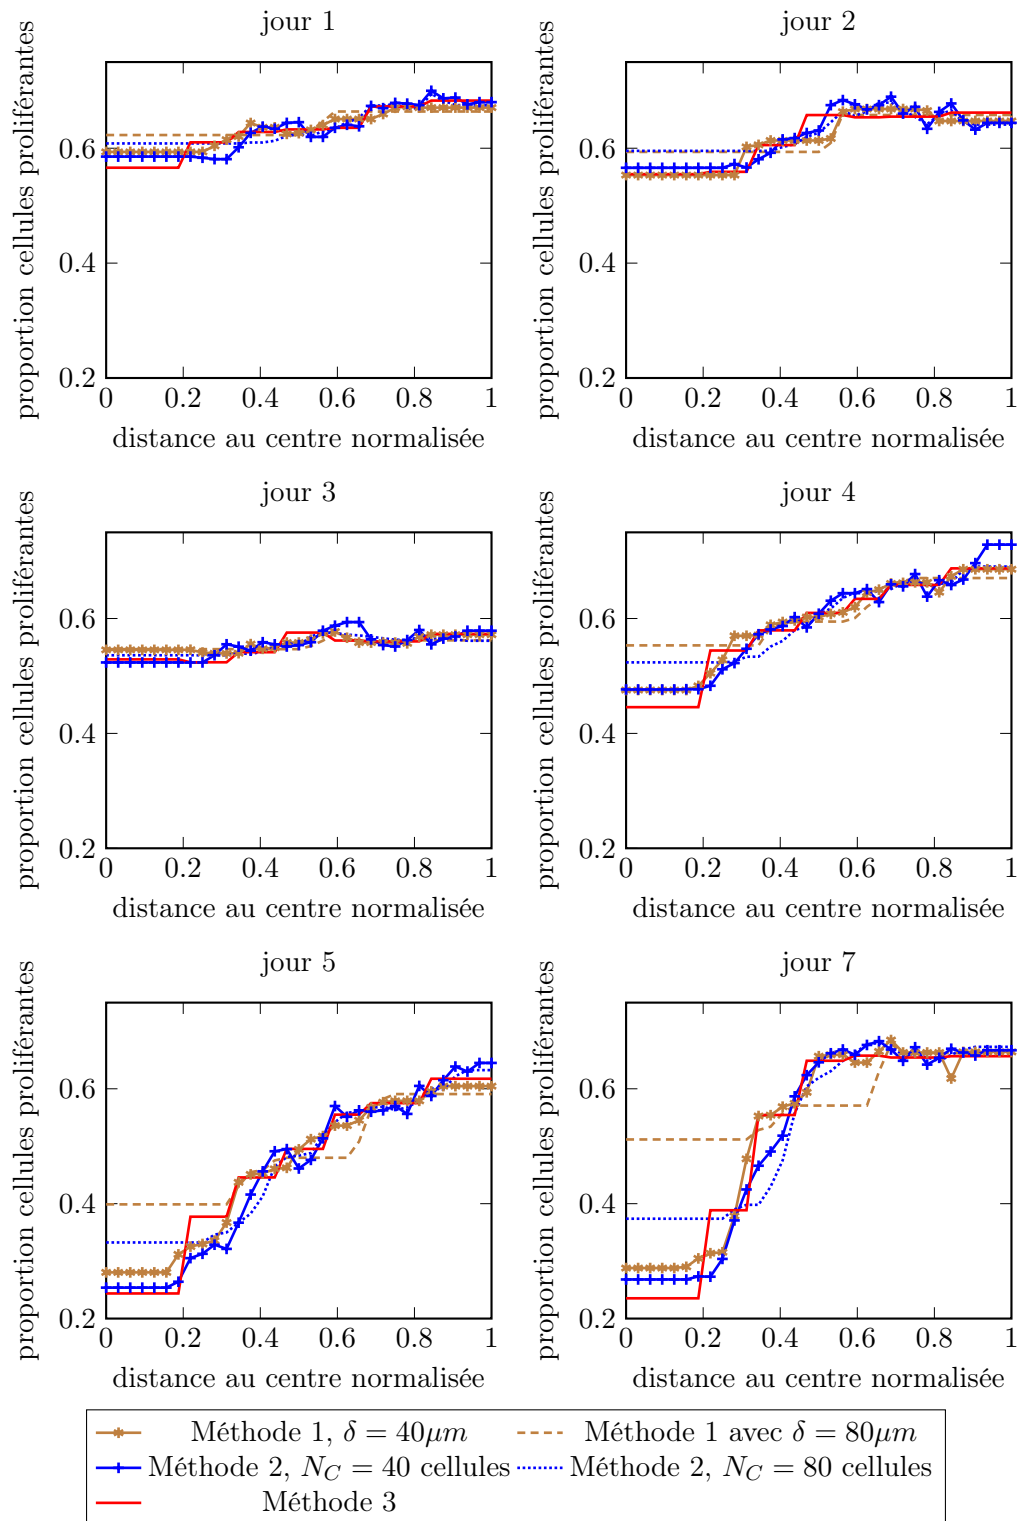 jour 1
proportion cellules proliférantes
0.6
0.4
0.2
0 0.2 0.4 0.6 0.8 1
distance au centre normalisée
jour 2
proportion cellules proliférantes
0.6
0.4
0.2
0 0.2 0.4 0.6 0.8 1
distance au centre normalisée
jour 3
proportion cellules proliférantes
0.6
0.4
0.2
0 0.2 0.4 0.6 0.8 1
distance au centre normalisée
jour 4
proportion cellules proliférantes
0.6
0.4
0.2
0 0.2 0.4 0.6 0.8 1
distance au centre normalisée
jour 5
proportion cellules proliférantes
0.6
0.4
0.2
0 0.2 0.4 0.6 0.8 1
distance au centre normalisée
jour 7
proportion cellules proliférantes
0.6
0.4
0.2
0 0.2 0.4 0.6 0.8 1
distance au centre normalisée
Méthode 1, δ = 40μm
Méthode 1 avec δ = 80μm
Méthode 2, N_C = 40 cellules
Méthode 2, N_C = 80 cellules
Méthode 3